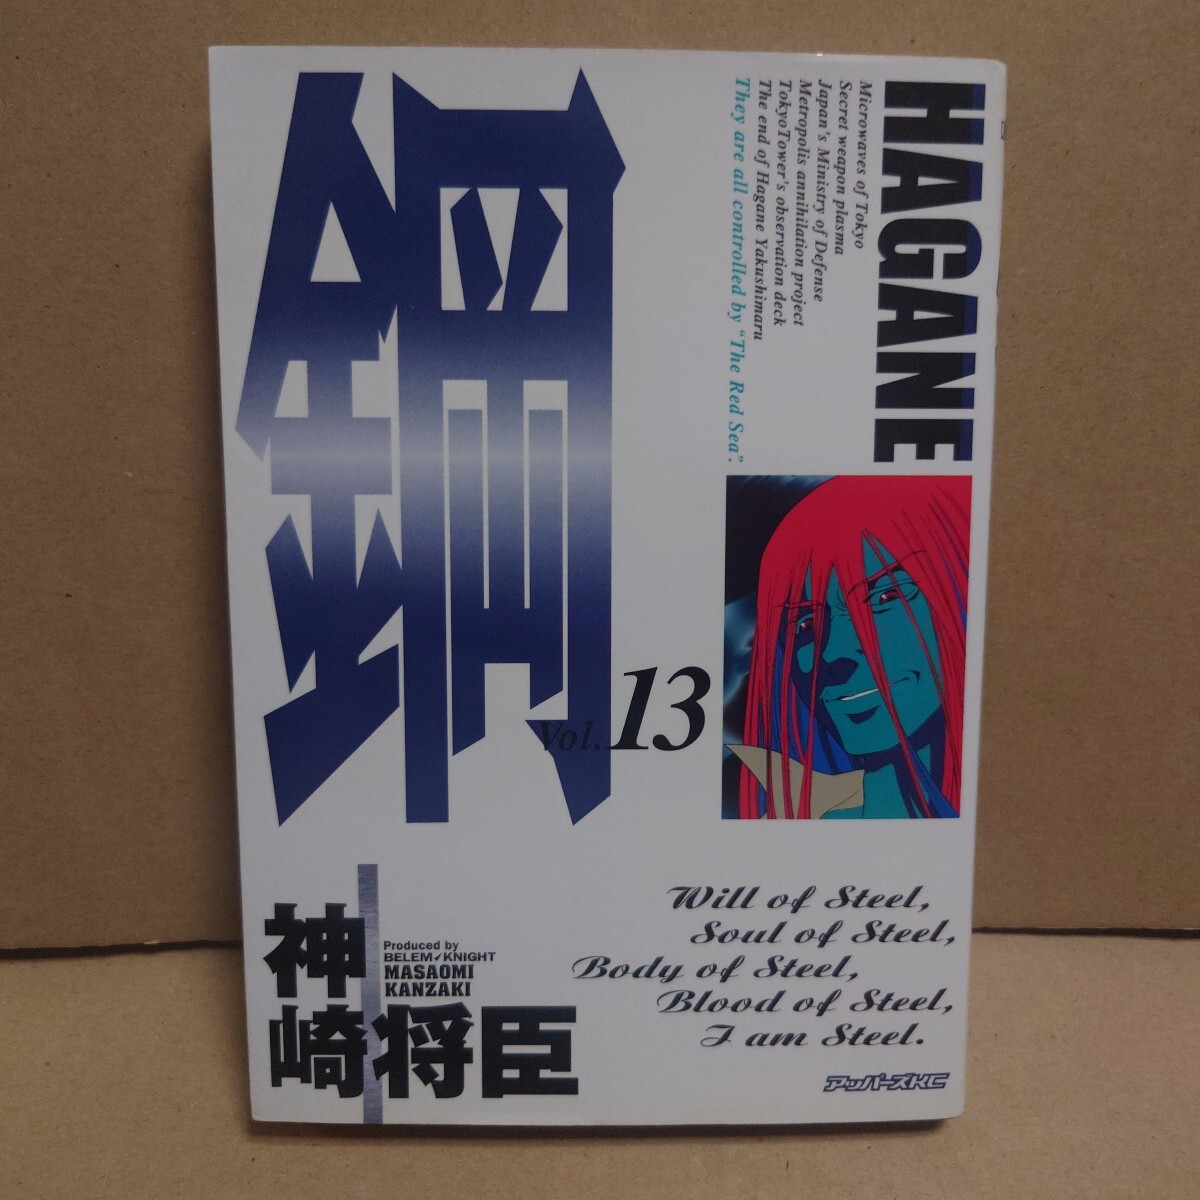 鋼
HAGANE
Microwaves of Tokyo
Secret weapon plasma
Japan's Ministry of Defense
Metropolis annihilation project
TokyoTower's observation deck
The end of Hagane Yakushimaru
They are all controlled by "The Red Sea".
Vol.13
Will of Steel,
Soul of Steel,
Body of Steel,
Blood of Steel,
I am Steel.
神崎将臣
Produced by
BELEM✓KNIGHT
MASAOMI
KANZAKI
アッパーズKC